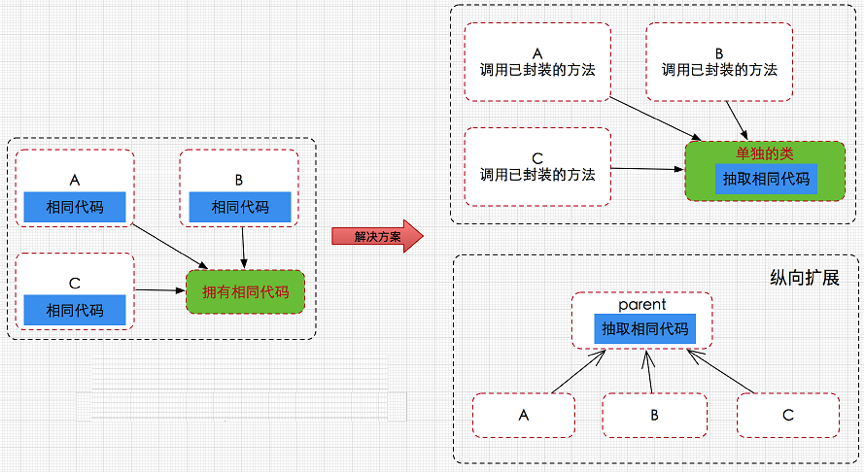 A
相同代码
B
相同代码
C
相同代码
拥有相同代码
解决方案
A
调用已封装的方法
B
调用已封装的方法
C
调用已封装的方法
单独的类
抽取相同代码
纵向扩展
parent
抽取相同代码
A
B
C